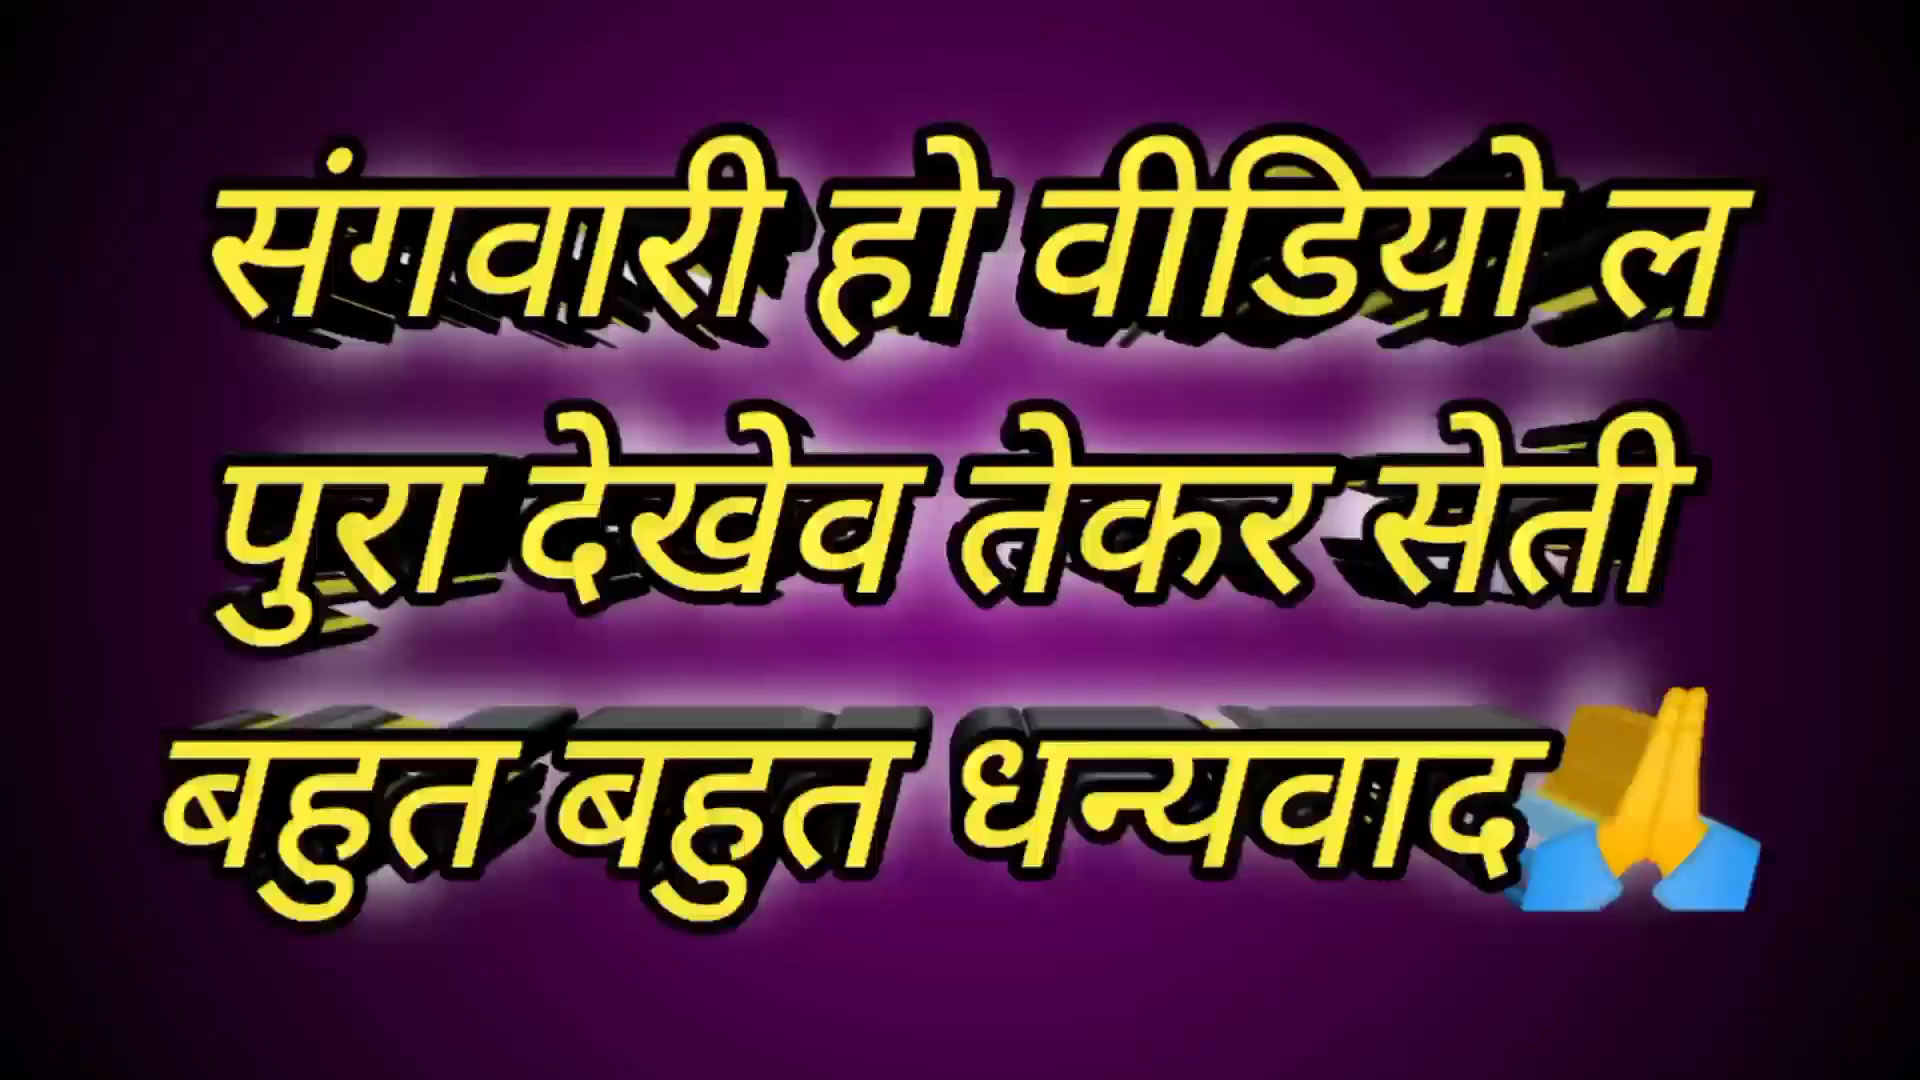 संगवारी हो वीडियो ल
पुरा देखेव तेकर सेती
बहुत बहुत धन्यवाद🙏